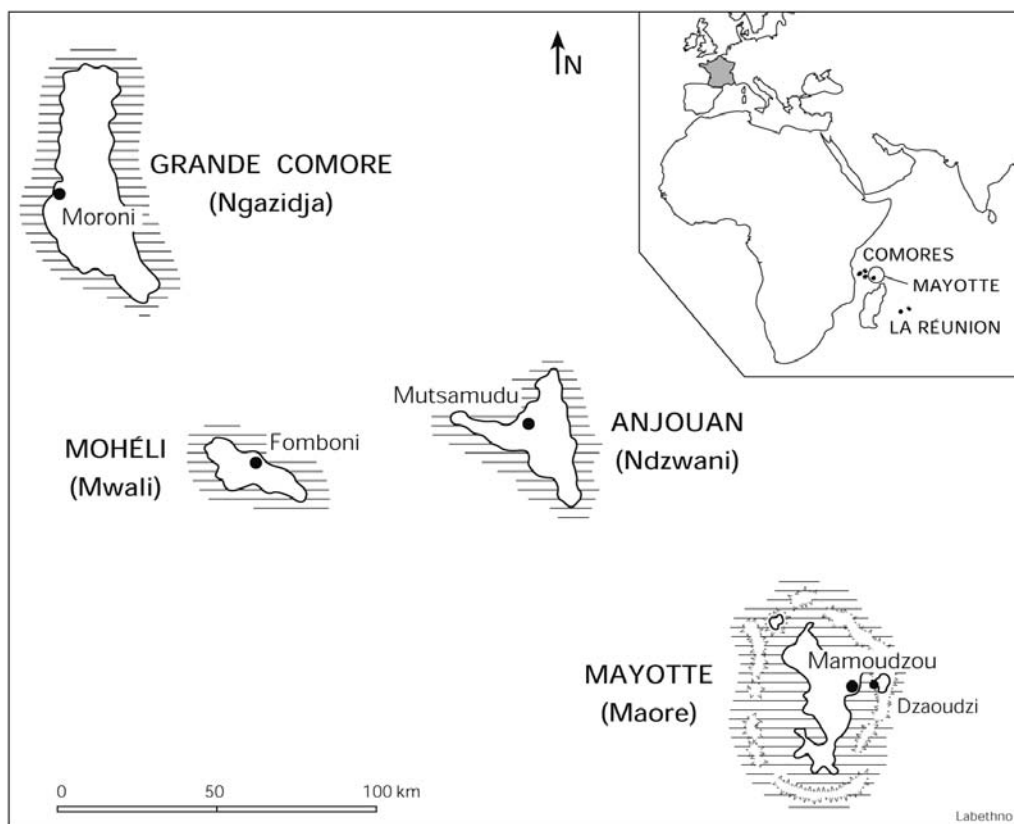 N
GRANDE COMORE
(Ngazidja)
Moroni
COMORES
MAYOTTE
LA RÉUNION
Mutsamudu
ANJOUAN
(Ndzwani)
MOHÉLI
(Mwali)
Fomboni
MAYOTTE
(Maore)
Mamoudzou
Dzaoudzi
0 50 100 km
Labethno